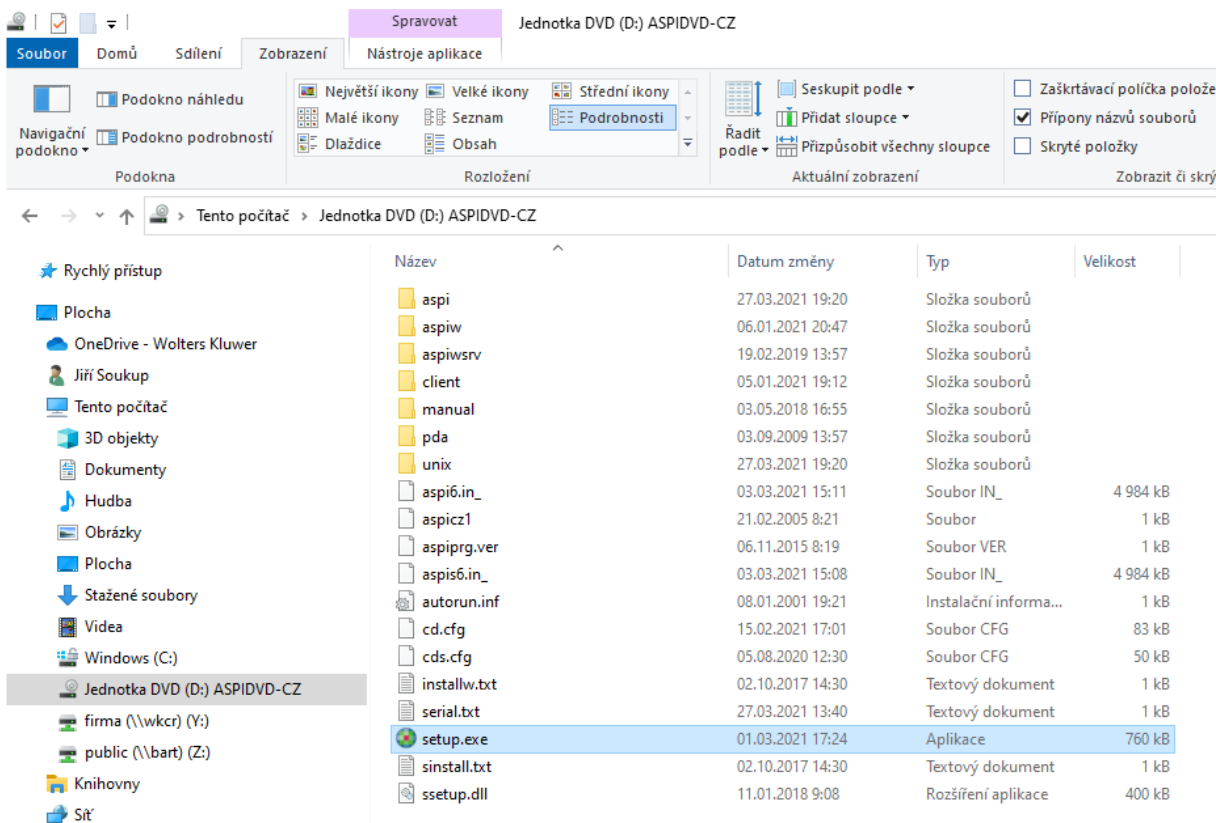 Spravovat Jednotka DVD (D:) ASPIDVD-CZ
Soubor Domů Sdílení Zobrazení Nástroje aplikace
Navigační podokno
Podokno náhledu
Podokno podrobností
Podokna
Největší ikony Velké ikony Střední ikony
Malé ikony Seznam Podrobnosti
Dlaždice Obsah
Rozložení
Řadit podle
Seskupit podle
Přidat sloupce
Přizpůsobit všechny sloupce
Aktuální zobrazení
Zaškrtávací políčka polože
Přípony názvů souborů
Skryté položky
Zobrazit či skrý
Tento počítač Jednotka DVD (D:) ASPIDVD-CZ
Rychlý přístup
Plocha
OneDrive - Wolters Kluwer
Jiří Soukup
Tento počítač
3D objekty
Dokumenty
Hudba
Obrázky
Plocha
Stažené soubory
Videa
Windows (C:)
Jednotka DVD (D:) ASPIDVD-CZ
firma (\\wkcr) (Y:)
public (\\bart) (Z:)
Knihovny
Síť
Název Datum změny Typ Velikost
aspi 27.03.2021 19:20 Složka souborů
aspiw 06.01.2021 20:47 Složka souborů
aspiwsrv 19.02.2019 13:57 Složka souborů
client 05.01.2021 19:12 Složka souborů
manual 03.05.2018 16:55 Složka souborů
pda 03.09.2009 13:57 Složka souborů
unix 27.03.2021 19:20 Složka souborů
aspi6.in_ 03.03.2021 15:11 Soubor IN_ 4 984 kB
aspicz1 21.02.2005 8:21 Soubor 1 kB
aspiprg.ver 06.11.2015 8:19 Soubor VER 1 kB
aspis6.in_ 03.03.2021 15:08 Soubor IN_ 4 984 kB
autorun.inf 08.01.2001 19:21 Instalační informa... 1 kB
cd.cfg 15.02.2021 17:01 Soubor CFG 83 kB
cds.cfg 05.08.2020 12:30 Soubor CFG 50 kB
installw.txt 02.10.2017 14:30 Textový dokument 1 kB
serial.txt 27.03.2021 13:40 Textový dokument 1 kB
setup.exe 01.03.2021 17:24 Aplikace 760 kB
sinstall.txt 02.10.2017 14:30 Textový dokument 1 kB
ssetup.dll 11.01.2018 9:08 Rozšíření aplikace 400 kB